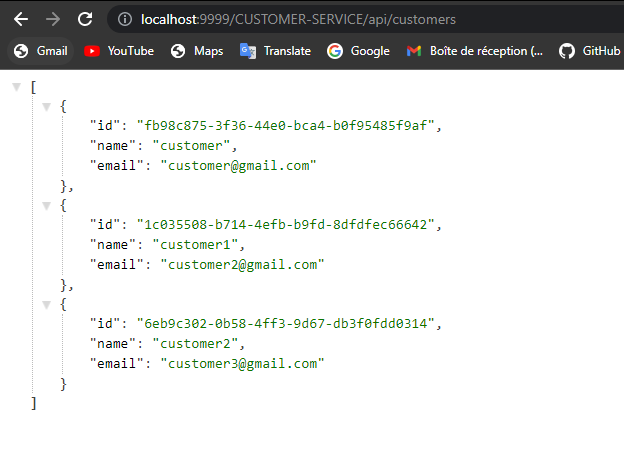 localhost:9999/CUSTOMER-SERVICE/api/customers
Gmail YouTube Maps Translate Google Boîte de réception (... GitHub
[
{
"id": "fb98c875-3f36-44e0-bca4-b0f95485f9af",
"name": "customer",
"email": "customer@gmail.com"
},
{
"id": "1c035508-b714-4efb-b9fd-8dfdfec66642",
"name": "customer1",
"email": "customer2@gmail.com"
},
{
"id": "6eb9c302-0b58-4ff3-9d67-db3f0fdd0314",
"name": "customer2",
"email": "customer3@gmail.com"
}
]